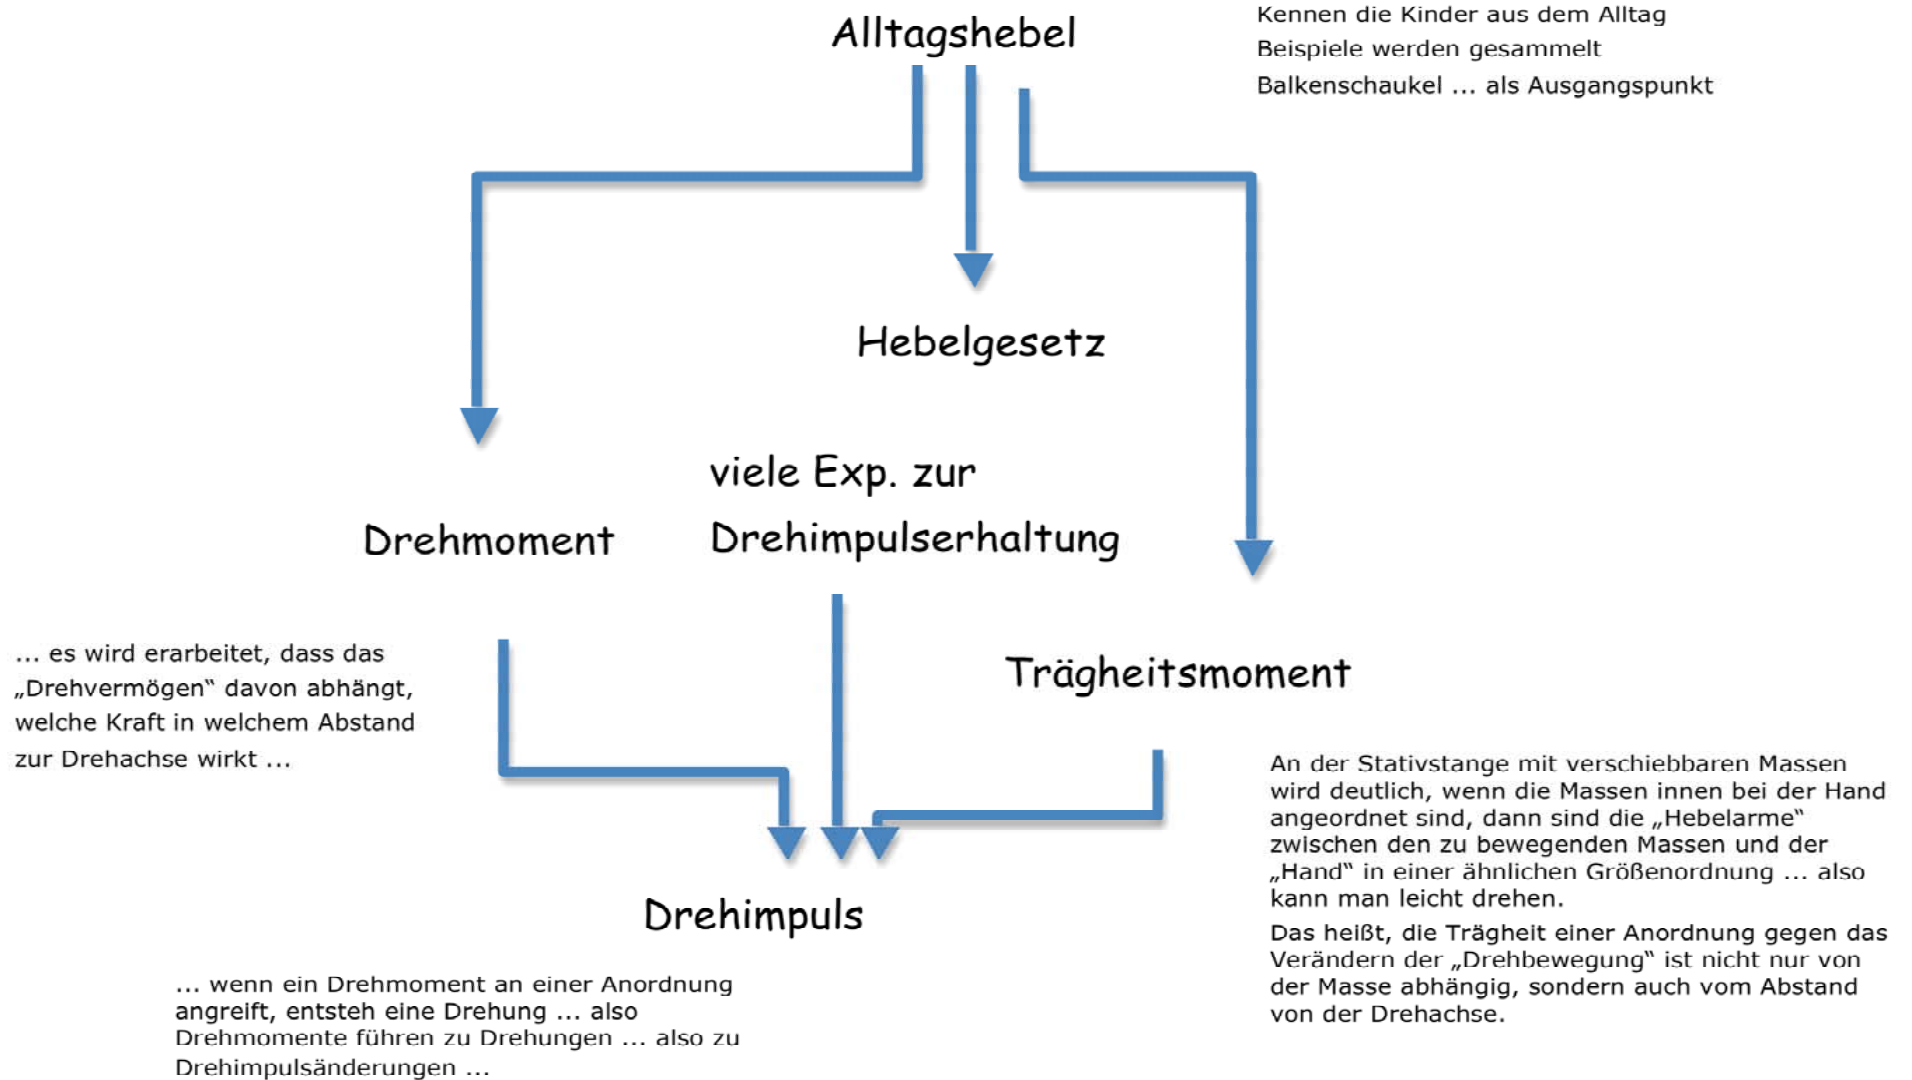 Alltagshebel
Kennen die Kinder aus dem Alltag
Beispiele werden gesammelt
Balkenschaukel ... als Ausgangspunkt
Hebelgesetz
viele Exp. zur
Drehimpulserhaltung
Drehmoment
... es wird erarbeitet, dass das
„Drehvermögen“ davon abhängt,
welche Kraft in welchem Abstand
zur Drehachse wirkt ...
Trägheitsmoment
An der Stativstange mit verschiebbaren Massen
wird deutlich, wenn die Massen innen bei der Hand
angeordnet sind, dann sind die „Hebelarme“
zwischen den zu bewegenden Massen und der
„Hand“ in einer ähnlichen Größenordnung ... also
kann man leicht drehen.
Das heißt, die Trägheit einer Anordnung gegen das
Verändern der „Drehbewegung“ ist nicht nur von
der Masse abhängig, sondern auch vom Abstand
von der Drehachse.
Drehimpuls
... wenn ein Drehmoment an einer Anordnung
angreift, entsteh eine Drehung ... also
Drehmomente führen zu Drehungen ... also zu
Drehimpulsänderungen ...